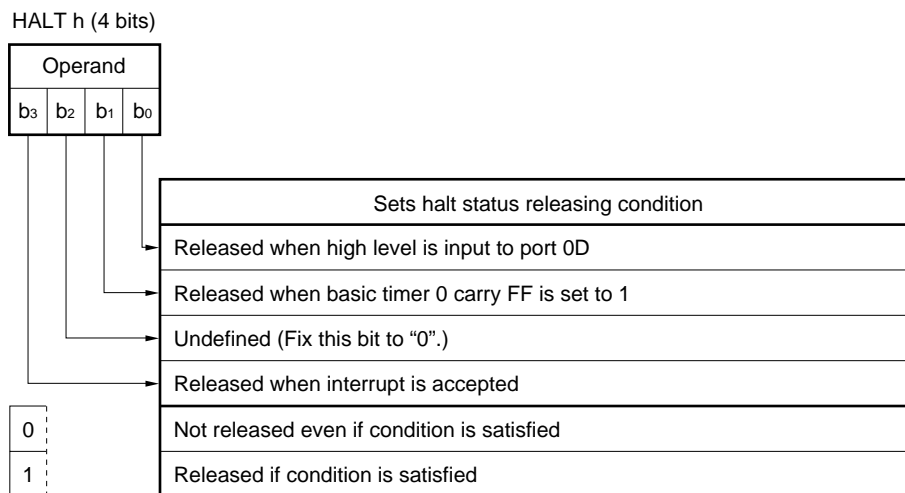 HALT h (4 bits)
Operand
b3 b2 b1 b0
Sets halt status releasing condition
Released when high level is input to port 0D
Released when basic timer 0 carry FF is set to 1
Undefined (Fix this bit to “0”.)
Released when interrupt is accepted
0 Not released even if condition is satisfied
1 Released if condition is satisfied